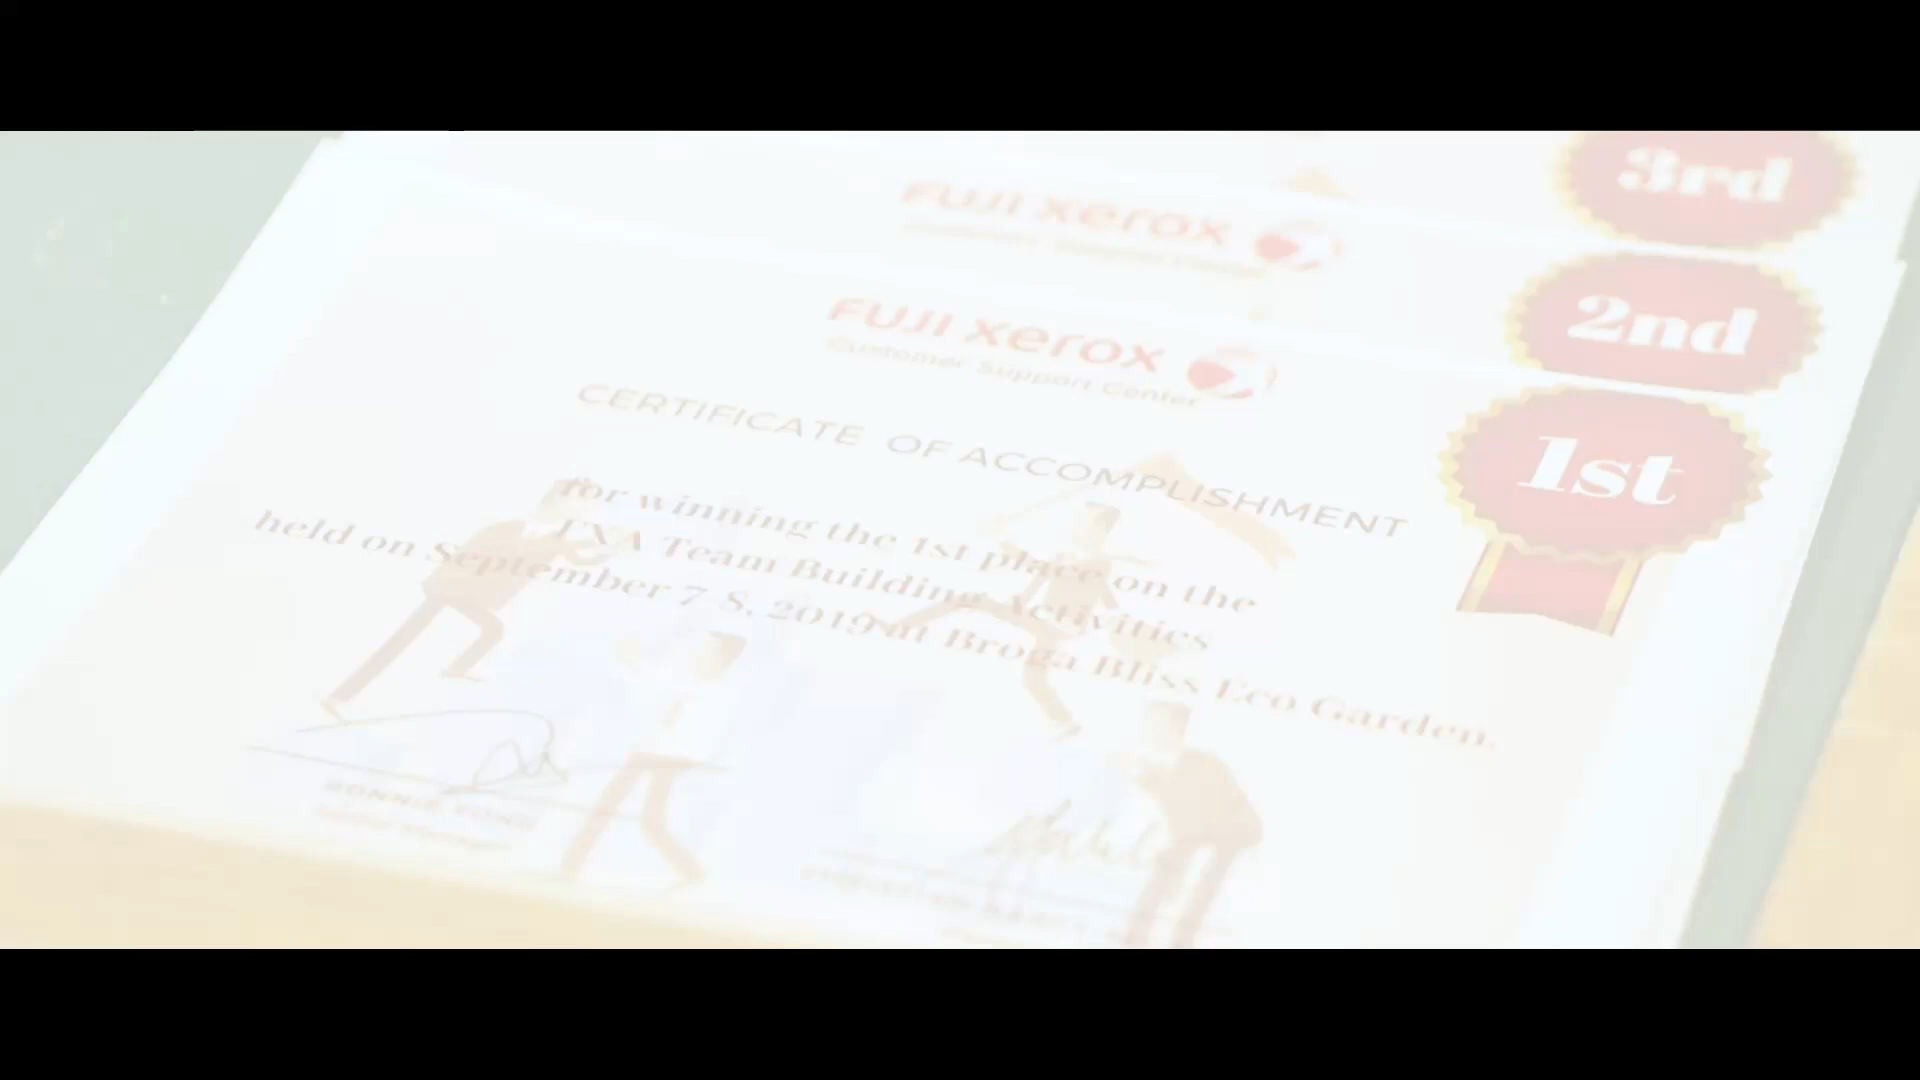 3rd
FUJI xerox
2nd
FUJI xerox
Customer Support Center
1st
CERTIFICATE OF ACCOMPLISHMENT
for winning the 1st place on the
Team Building Activities
held on September 7-8, 2019 at Broga Bliss Eco Garden.